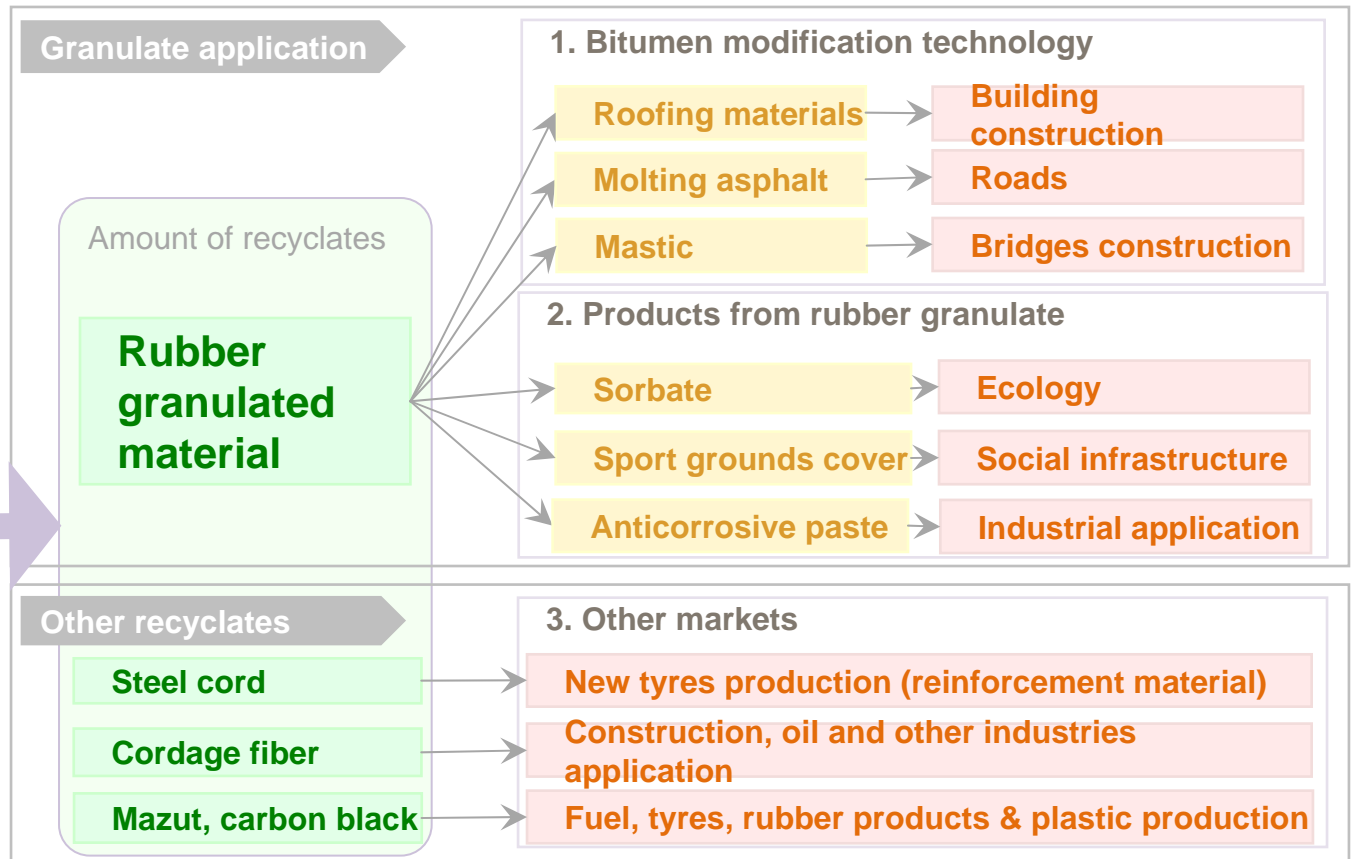 Granulate application
1. Bitumen modification technology
Roofing materials
Building
construction
Molting asphalt
Roads
Amount of recyclates
Mastic
Bridges construction
2. Products from rubber granulate
Rubber
granulated
material
Sorbate
Ecology
Sport grounds cover
Social infrastructure
Anticorrosive paste
Industrial application
Other recyclates
3. Other markets
Steel cord
New tyres production (reinforcement material)
Cordage fiber
Construction, oil and other industries
application
Mazut, carbon black
Fuel, tyres, rubber products & plastic production